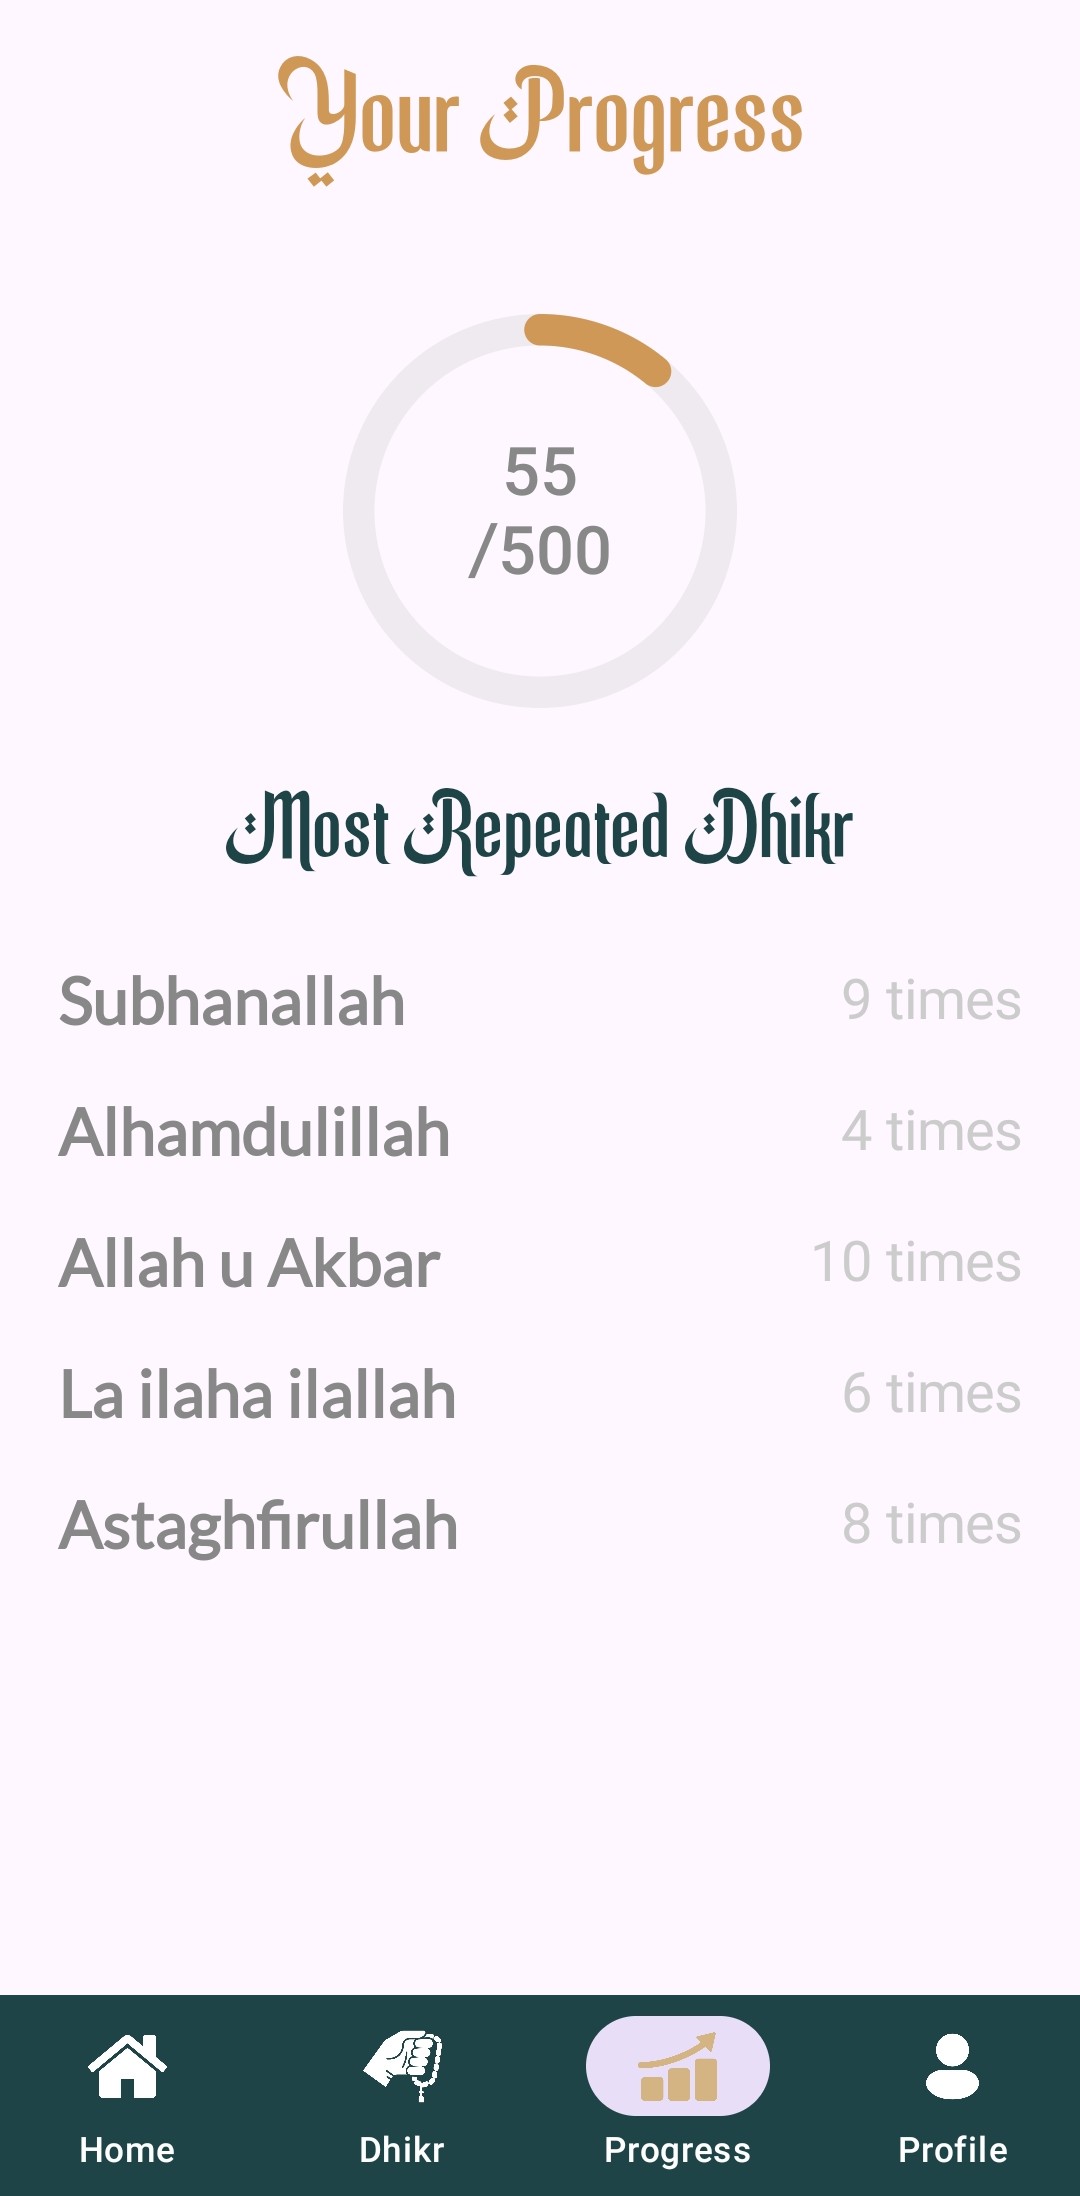 Your Progress
55
/500
Most Repeated Dhikr
Subhanallah 9 times
Alhamdulillah 4 times
Allah u Akbar 10 times
La ilaha ilallah 6 times
Astaghfirullah 8 times
Home Dhikr Progress Profile